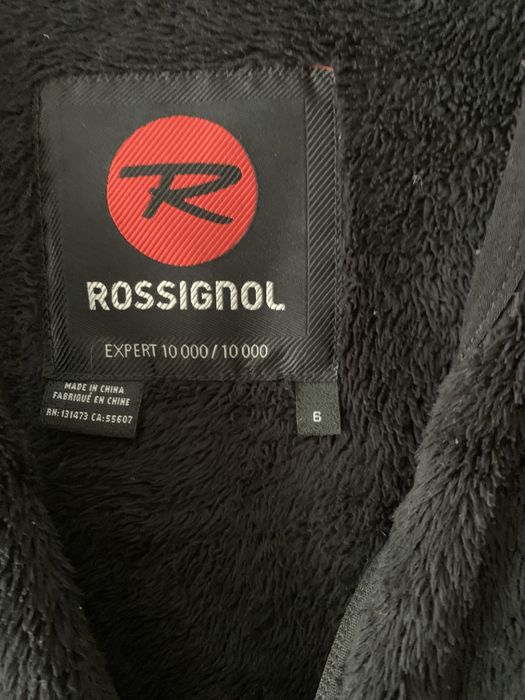 R
ROSSIGNOL
EXPERT 10 000 / 10 000
MADE IN CHINA
FABRIQUÉ EN CHINE
RN: 131473 CA: 55607
6